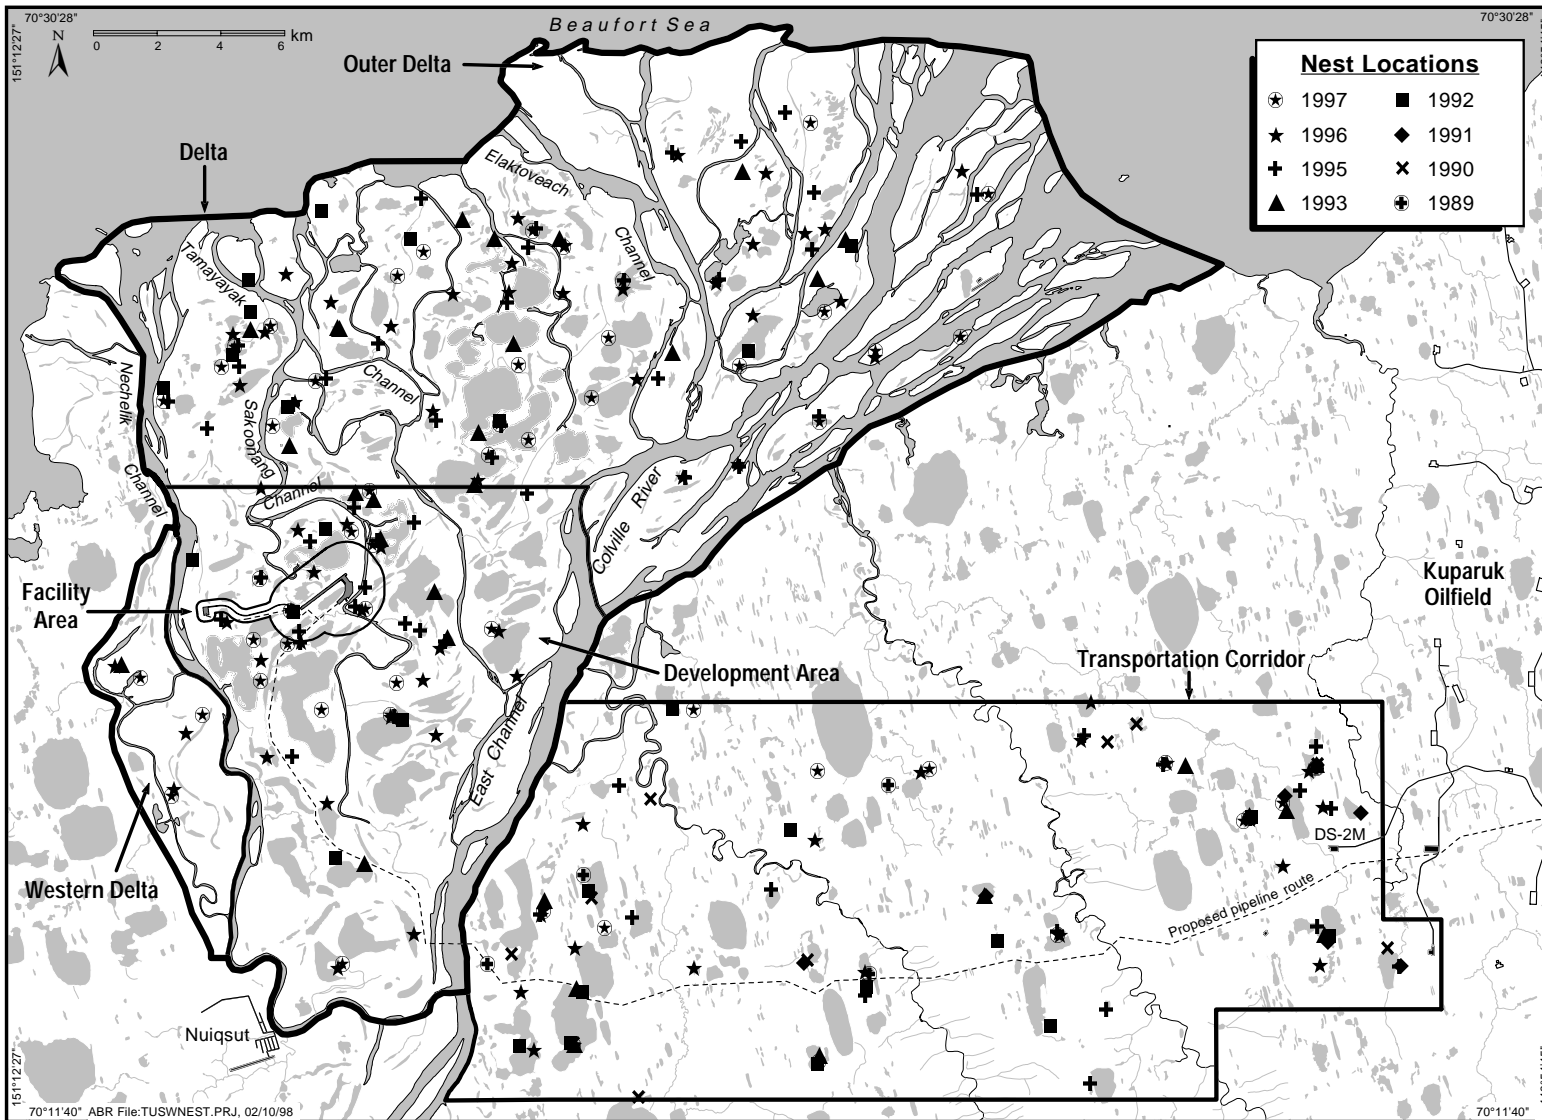 70°30'28"
70°30'28"
151°12'27"
N
0 2 4 6 km
Beaufort Sea
Outer Delta
Nest Locations
1997
1992
1996
1991
1995
1990
1993
1989
Delta
Elaktoveach
Channel
Tamayayak
Channel
Nechelik
Channel
Sakoonang
Channel
Colville River
Facility
Area
Kuparuk
Oilfield
Development Area
Transportation Corridor
East Channel
DS-2M
Western Delta
Proposed pipeline route
Nuiqsut
151°12'27"
70°11'40" ABR File:TUSWNEST.PRJ, 02/10/98
70°11'40"